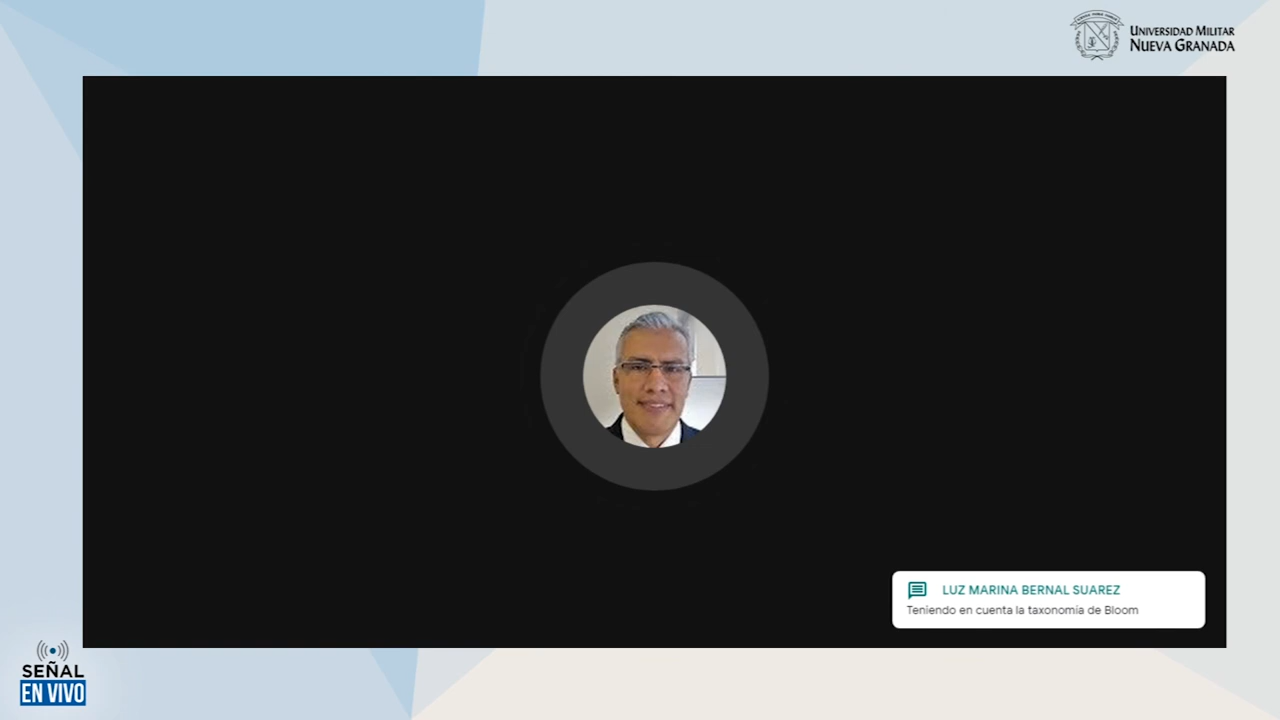 UNIVERSIDAD MILITAR
NUEVA GRANADA
LUZ MARINA BERNAL SUAREZ
Teniendo en cuenta la taxonomía de Bloom
SEÑAL
EN VIVO